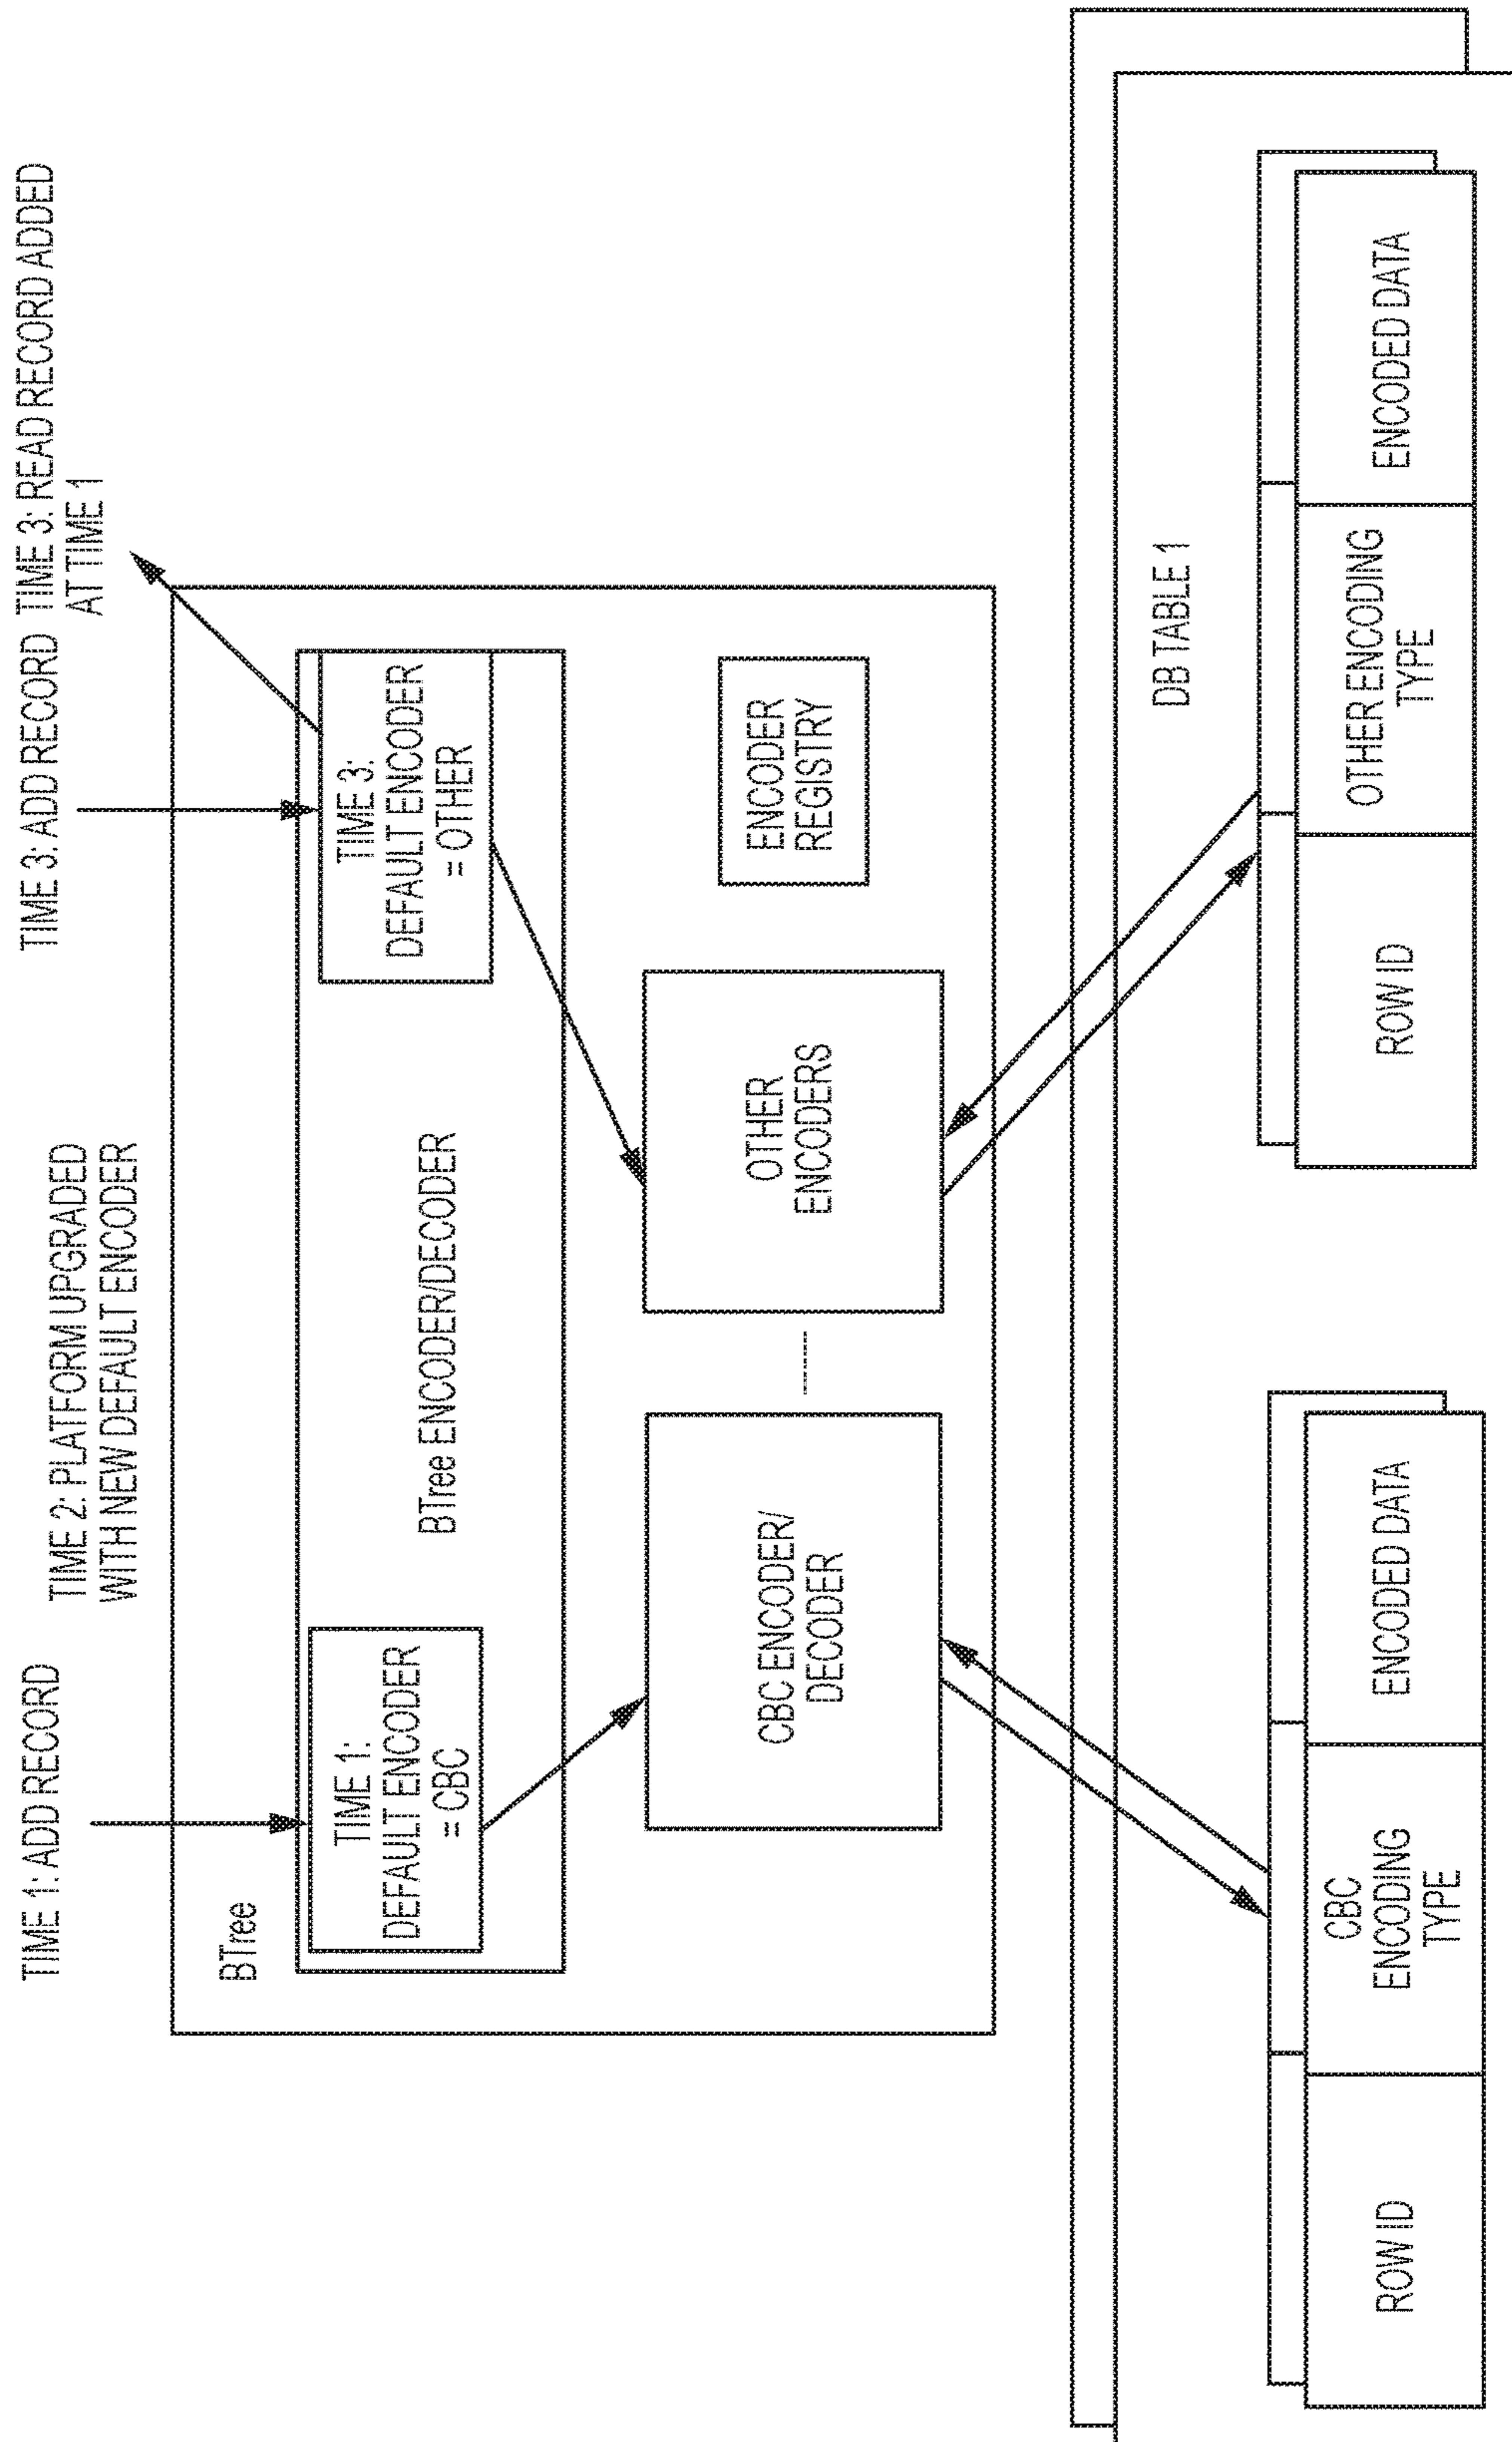 TIME 1: ADD RECORD
TIME 2: PLATFORM UPGRADED
WITH NEW DEFAULT ENCODER
TIME 3: ADD RECORD
TIME 3: READ RECORD ADDED
AT TIME 1
BTree
TIME 1:
DEFAULT ENCODER
= CBC
BTree ENCODER/DECODER
TIME 3:
DEFAULT ENCODER
= OTHER
CBC ENCODER/
DECODER
OTHER
ENCODERS
ENCODER
REGISTRY
DB TABLE 1
ROW ID
CBC
ENCODING
TYPE
ENCODED DATA
ROW ID
OTHER ENCODING
TYPE
ENCODED DATA